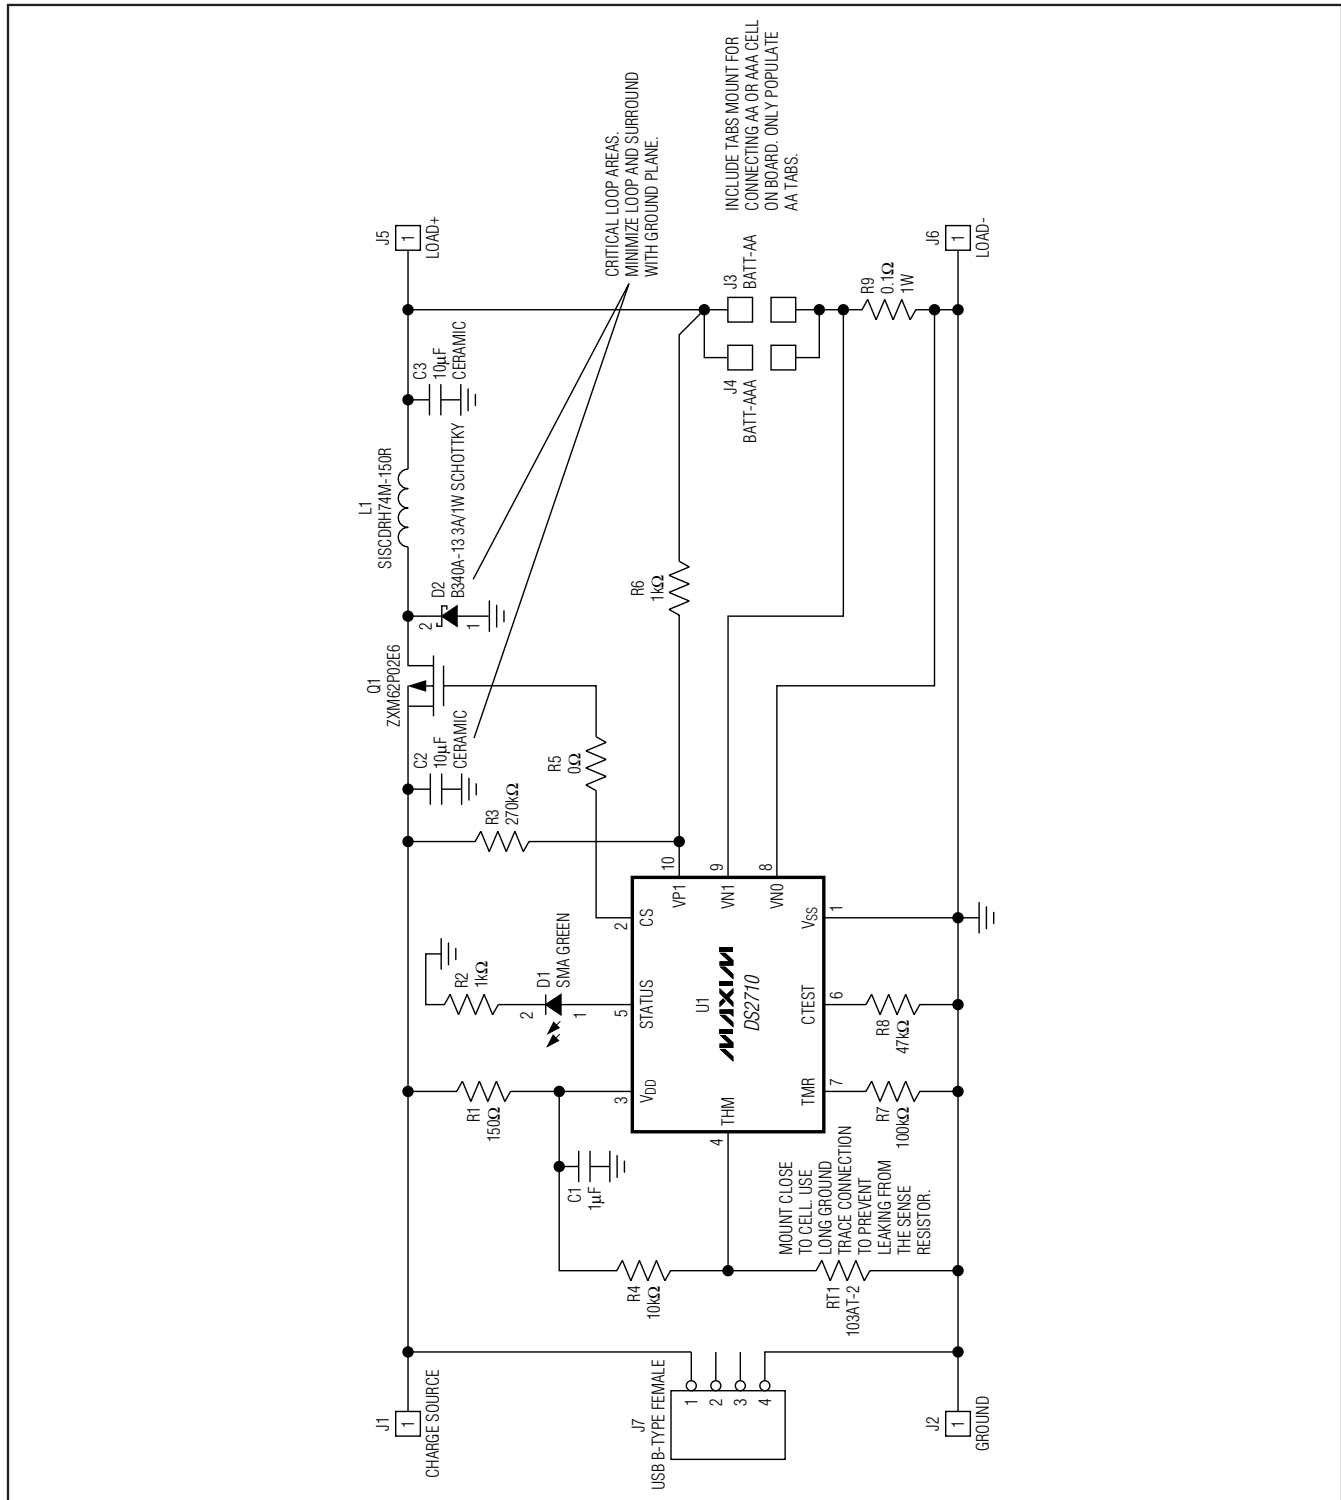 J1
1
CHARGE SOURCE
J7
USB B-TYPE FEMALE
1
2
3
4
J2
1
GROUND
R4
10kΩ
RT1
103AT-2
MOUNT CLOSE
TO CELL. USE
LONG GROUND
TRACE CONNECTION
TO PREVENT
LEAKING FROM
THE SENSE
RESISTOR.
C1
1µF
R1
150Ω
R2
1kΩ
D1
SMA GREEN
2
1
3
VDD
5
STATUS
2
CS
4
THM
U1
MAXIM
DS2710
VP1
10
VN1
9
VN0
8
TMR
7
CTEST
6
VSS
1
R7
100kΩ
R8
47kΩ
R3
270kΩ
C2
10µF
CERAMIC
R5
0Ω
Q1
ZXM62P02E6
R6
1kΩ
2
1
D2
B340A-13 3A/1W SCHOTTKY
L1
SISCDRH74M-150R
C3
10µF
CERAMIC
CRITICAL LOOP AREAS.
MINIMIZE LOOP AND SURROUND
WITH GROUND PLANE.
J4
BATT-AAA
J3
BATT-AA
INCLUDE TABS MOUNT FOR
CONNECTING AA OR AAA CELL
ON BOARD. ONLY POPULATE
AA TABS.
R9
0.1Ω
1W
J5
1
LOAD+
J6
1
LOAD-